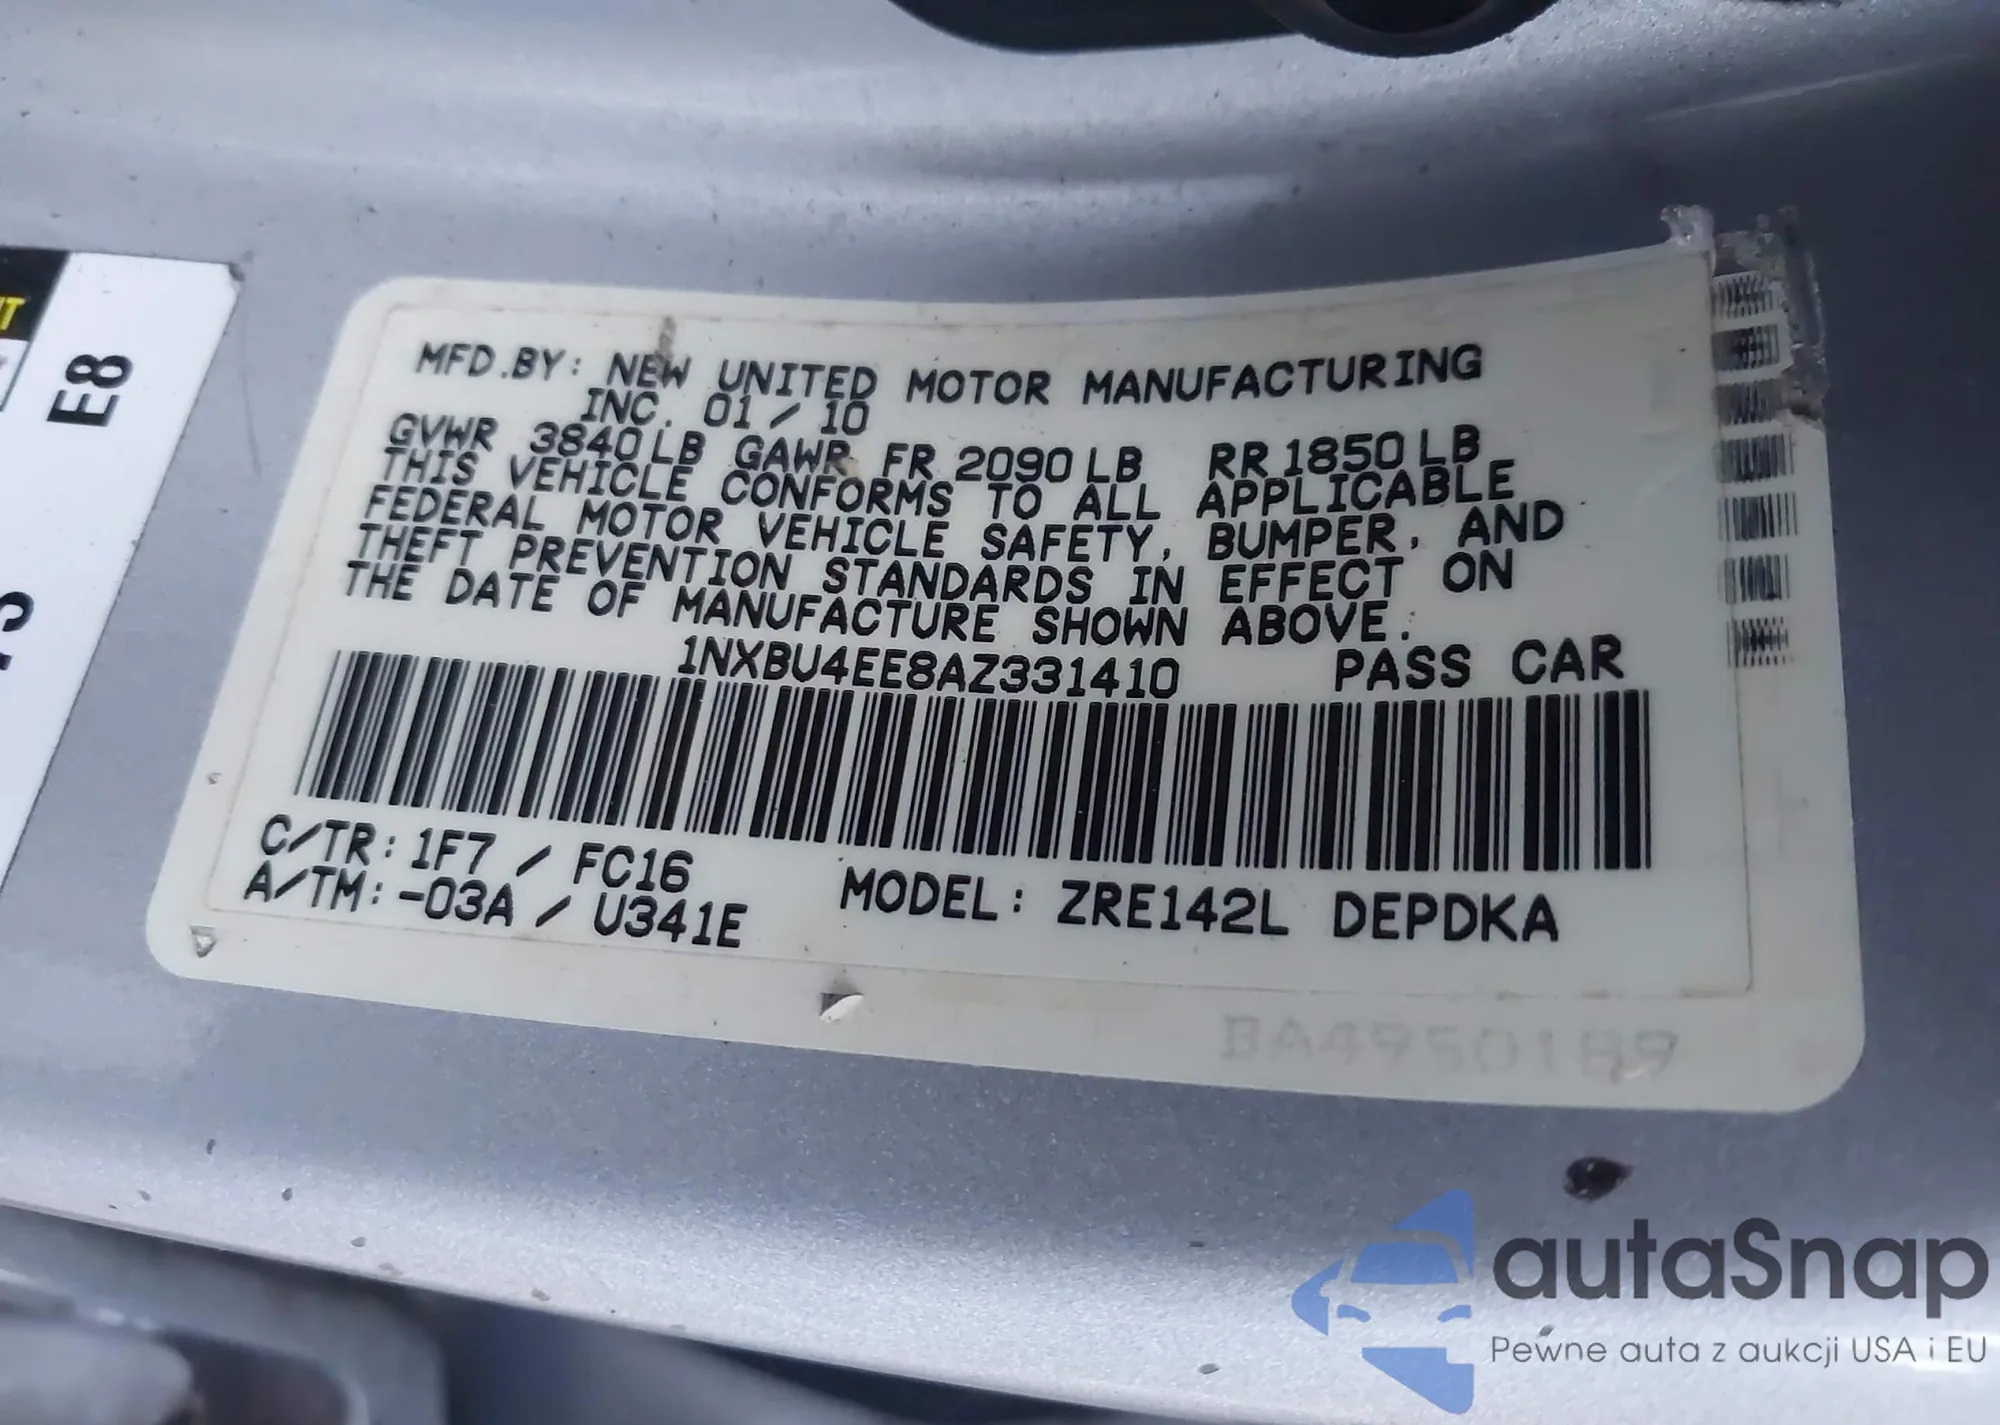 E8
MFD.BY: NEW UNITED MOTOR MANUFACTURING
INC. 01 / 10
GVWR 3840LB GAWR FR 2090LB RR1850LB
THIS VEHICLE CONFORMS TO ALL APPLICABLE
FEDERAL MOTOR VEHICLE SAFETY, BUMPER, AND
THEFT PREVENTION STANDARDS IN EFFECT ON
THE DATE OF MANUFACTURE SHOWN ABOVE.
1NXBU4EE8AZ331410 PASS CAR
C/TR: 1F7 / FC16
A/TM: -03A / U341E
MODEL: ZRE142L DEPDKA
BA4950189
autaSnap
Pewne auta z aukcji USA i EU